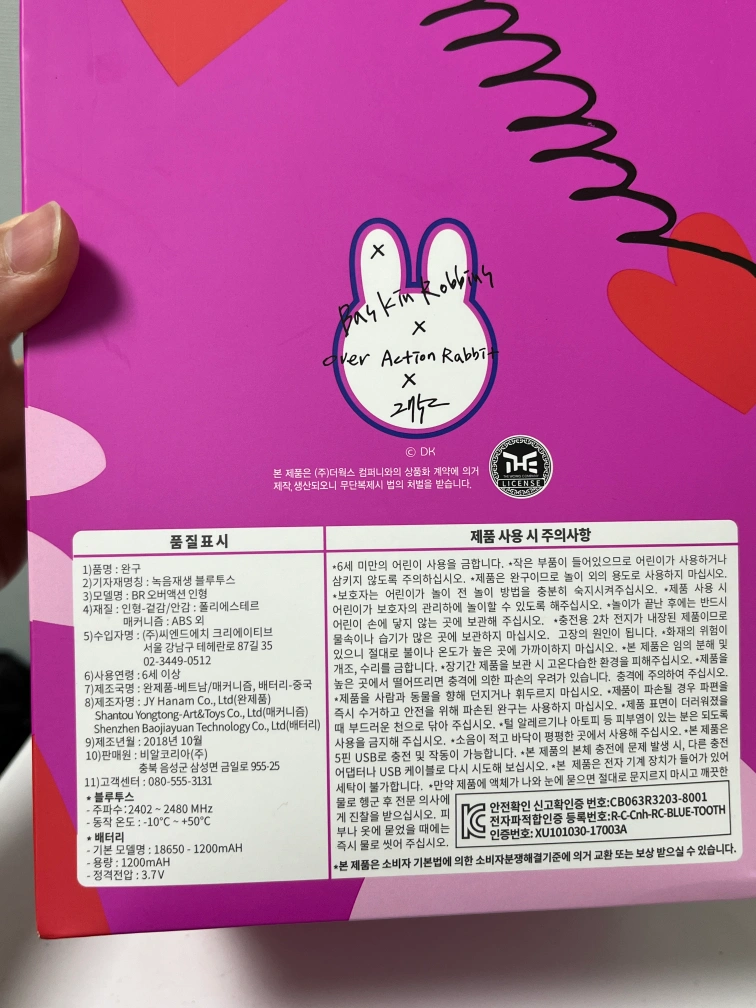 ×
Baskin Robbins
×
over Action Rabbit
×
© DK
본 제품은 (주)더웍스 컴퍼니와의 상품화 계약에 의거
제작,생산되오니 무단복제시 법의 처벌을 받습니다.
THE
LICENSE
품질표시
1)품명 : 완구
2)기자재명칭 : 녹음재생 블루투스
3)모델명 : BR 오버액션 인형
4)재질 : 인형-겉감/안감 : 폴리에스테르
매커니즘 : ABS 외
5)수입자명 : (주)씨엔드에치 크리에이티브
서울 강남구 테헤란로 87길 35
02-3449-0512
6)사용연령 : 6세 이상
7)제조국명 : 완제품-베트남/매커니즘, 배터리-중국
8)제조자명 : JY Hanam Co., Ltd(완제품)
Shantou Yongtong-Art&Toys Co., Ltd(매커니즘)
Shenzhen Baojiayuan Technology Co., Ltd(배터리)
9)제조년월 : 2018년 10월
10)판매원 : 비알코리아(주)
충북 음성군 삼성면 금일로 955-25
11)고객센터 : 080-555-3131
* 블루투스
- 주파수:2402 ~ 2480 MHz
- 동작 온도 : -10°C ~ +50°C
* 배터리
- 기본 모델명 : 18650 - 1200mAH
- 용량 : 1200mAH
- 정격전압 : 3.7V
제품 사용 시 주의사항
*6세 미만의 어린이 사용을 금합니다. *작은 부품이 들어있으므로 어린이가 사용하거나
삼키지 않도록 주의하십시오. *제품은 완구이므로 놀이 외의 용도로 사용하지 마십시오.
*보호자는 어린이가 놀이 전 놀이 방법을 충분히 숙지시켜주십시오. *제품 사용 시
어린이가 보호자의 관리하에 놀이할 수 있도록 해주십시오. *놀이가 끝난 후에는 반드시
어린이 손에 닿지 않는 곳에 보관해 주십시오. *충전용 2차 전지가 내장된 제품이므로
물속이나 습기가 많은 곳에 보관하지 마십시오. 고장의 원인이 됩니다. *화재의 위험이
있으니 절대로 불이나 온도가 높은 곳에 가까이하지 마십시오. *본 제품은 임의 분해 및
개조, 수리를 금합니다. *장기간 제품을 보관 시 고온다습한 환경을 피해주십시오. *제품을
높은 곳에서 떨어뜨리면 충격에 의한 파손의 우려가 있습니다. 충격에 주의하여 주십시오.
*제품을 사람과 동물을 향해 던지거나 휘두르지 마십시오. *제품이 파손될 경우 파편을
즉시 수거하고 안전을 위해 파손된 완구는 사용하지 마십시오. *제품 표면이 더러워졌을
때 부드러운 천으로 닦아 주십시오. *털 알레르기나 아토피 등 피부염이 있는 분은 되도록
사용을 금지해 주십시오. *소음이 적고 바닥이 평평한 곳에서 사용해 주십시오. *본 제품은
5핀 USB로 충전 및 작동이 가능합니다. *본 제품의 본체 충전에 문제 발생 시, 다른 충전
어댑터나 USB 케이블로 다시 시도해 보십시오. *본 제품은 전자 기계 장치가 들어가 있어
세탁이 불가합니다. *만약 제품에 액체가 나와 눈에 묻으면 절대로 문지르지 마시고 깨끗한
물로 헹군 후 전문 의사에
게 진찰을 받으십시오. 피
부나 옷에 묻었을 때에는
즉시 물로 씻어 주십시오.
안전확인 신고확인증 번호:CB063R3203-8001
전자파적합인증 등록번호:R-C-Cnh-RC-BLUE-TOOTH
인증번호: XU101030-17003A
*본 제품은 소비자 기본법에 의한 소비자분쟁해결기준에 의거 교환 또는 보상 받으실 수 있습니다.